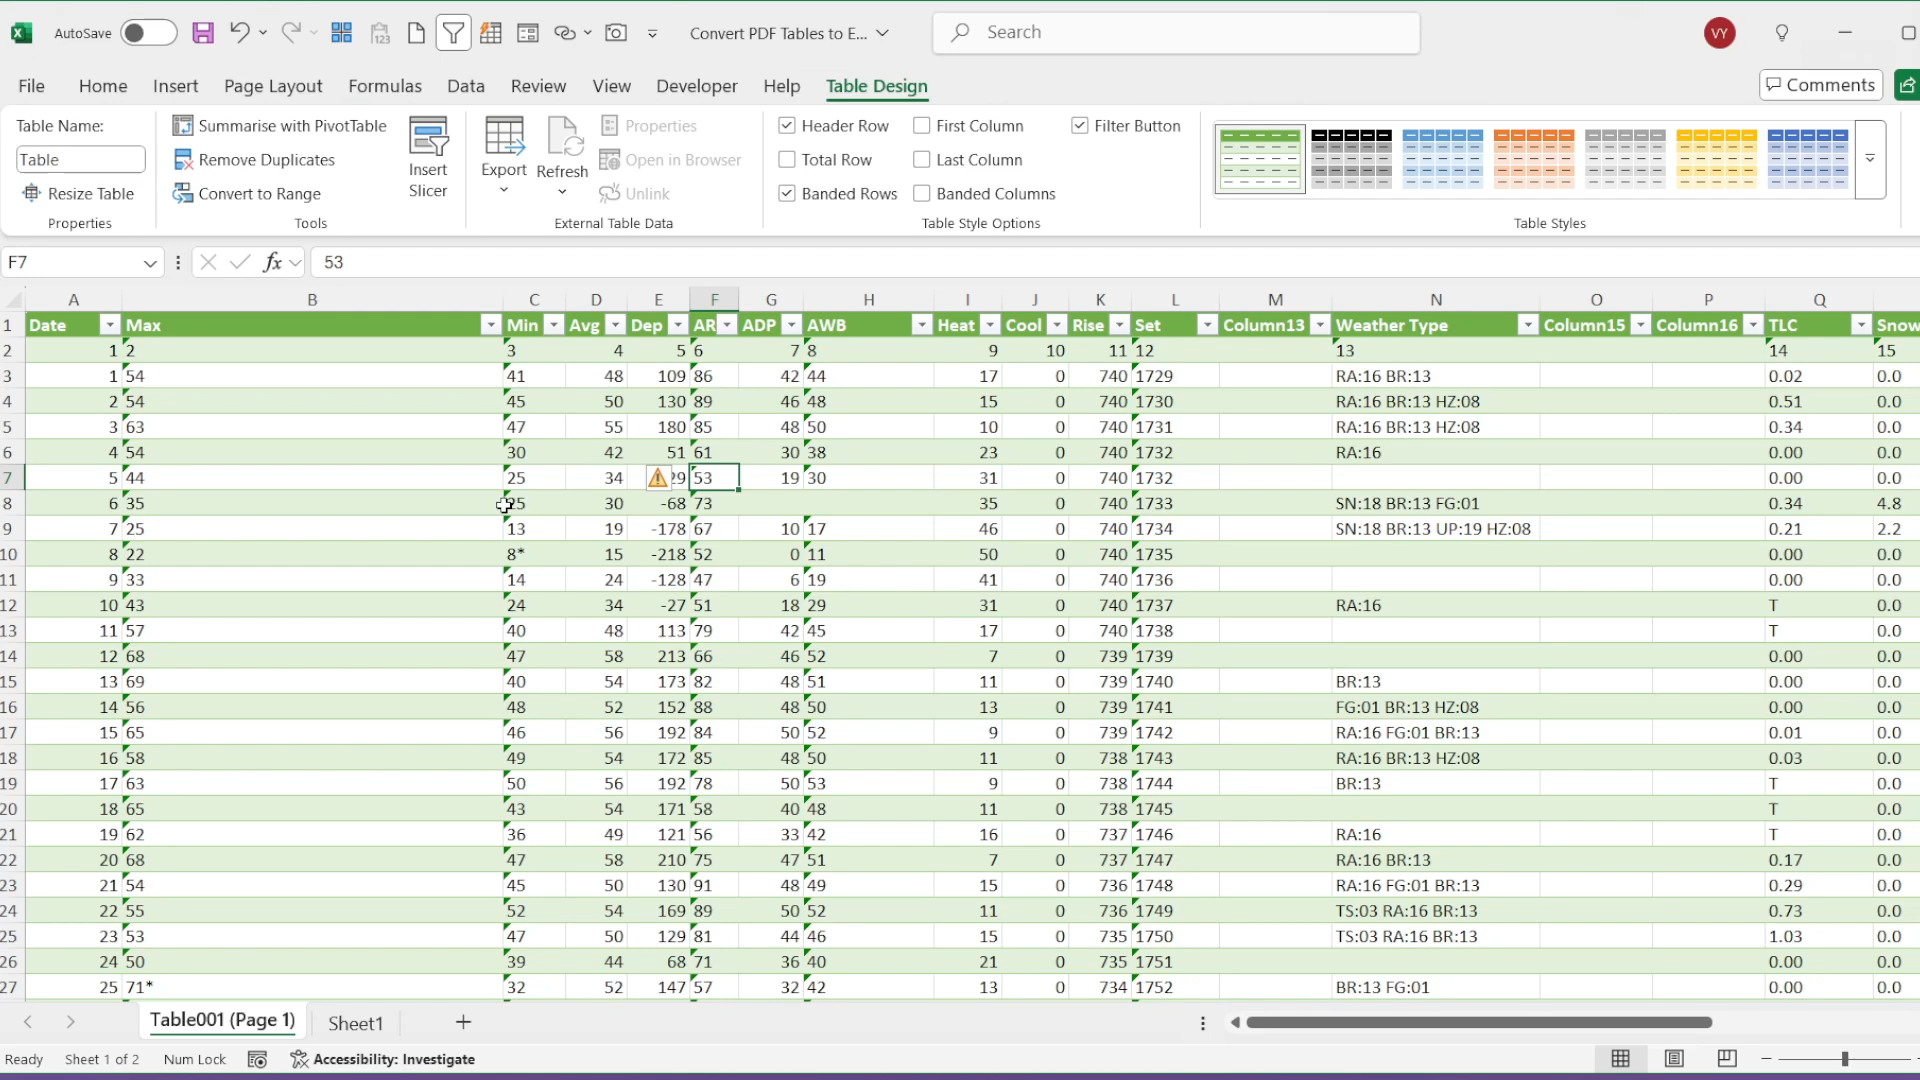 AutoSave Convert PDF Tables to E... Search VY
File Home Insert Page Layout Formulas Data Review View Developer Help Table Design Comments
Table Name: Summarise with PivotTable Properties Header Row First Column Filter Button
Table Remove Duplicates Insert Slicer Export Refresh Open in Browser Total Row Last Column
Resize Table Convert to Range Unlink Banded Rows Banded Columns
Properties Tools External Table Data Table Style Options Table Styles
F7 fx 53
A B C D E F G H I J K L M N O P Q
1 Date Max Min Avg Dep AR ADP AWB Heat Cool Rise Set Column13 Weather Type Column15 Column16 TLC Snow
2 1 2 3 4 5 6 7 8 9 10 11 12 13 14 15
3 1 54 41 48 109 86 42 44 17 0 740 1729 RA:16 BR:13 0.02 0.0
4 2 54 45 50 130 89 46 48 15 0 740 1730 RA:16 BR:13 HZ:08 0.51 0.0
5 3 63 47 55 180 85 48 50 10 0 740 1731 RA:16 BR:13 HZ:08 0.34 0.0
6 4 54 30 42 51 61 30 38 23 0 740 1732 RA:16 0.00 0.0
7 5 44 25 34 29 53 19 30 31 0 740 1732 0.00 0.0
8 6 35 25 30 -68 73 35 0 740 1733 SN:18 BR:13 FG:01 0.34 4.8
9 7 25 13 19 -178 67 10 17 46 0 740 1734 SN:18 BR:13 UP:19 HZ:08 0.21 2.2
10 8 22 8* 15 -218 52 0 11 50 0 740 1735 0.00 0.0
11 9 33 14 24 -128 47 6 19 41 0 740 1736 0.00 0.0
12 10 43 24 34 -27 51 18 29 31 0 740 1737 RA:16 T 0.0
13 11 57 40 48 113 79 42 45 17 0 740 1738 T 0.0
14 12 68 47 58 213 66 46 52 7 0 739 1739 0.00 0.0
15 13 69 40 54 173 82 48 51 11 0 739 1740 BR:13 0.00 0.0
16 14 56 48 52 152 88 48 50 13 0 739 1741 FG:01 BR:13 HZ:08 0.00 0.0
17 15 65 46 56 192 84 50 52 9 0 739 1742 RA:16 FG:01 BR:13 0.01 0.0
18 16 58 49 54 172 85 48 50 11 0 738 1743 RA:16 BR:13 HZ:08 0.03 0.0
19 17 63 50 56 192 78 50 53 9 0 738 1744 BR:13 T 0.0
20 18 65 43 54 171 58 40 48 11 0 738 1745 T 0.0
21 19 62 36 49 121 56 33 42 16 0 737 1746 RA:16 T 0.0
22 20 68 47 58 210 75 47 51 7 0 737 1747 RA:16 BR:13 0.17 0.0
23 21 54 45 50 130 91 48 49 15 0 736 1748 RA:16 FG:01 BR:13 0.29 0.0
24 22 55 52 54 169 89 50 52 11 0 736 1749 TS:03 RA:16 BR:13 0.73 0.0
25 23 53 47 50 129 81 44 46 15 0 735 1750 TS:03 RA:16 BR:13 1.03 0.0
26 24 50 39 44 68 71 36 40 21 0 735 1751 0.00 0.0
27 25 71* 32 52 147 57 32 42 13 0 734 1752 BR:13 FG:01 0.00 0.0
Table001 (Page 1) Sheet1
Ready Sheet 1 of 2 Num Lock Accessibility: Investigate